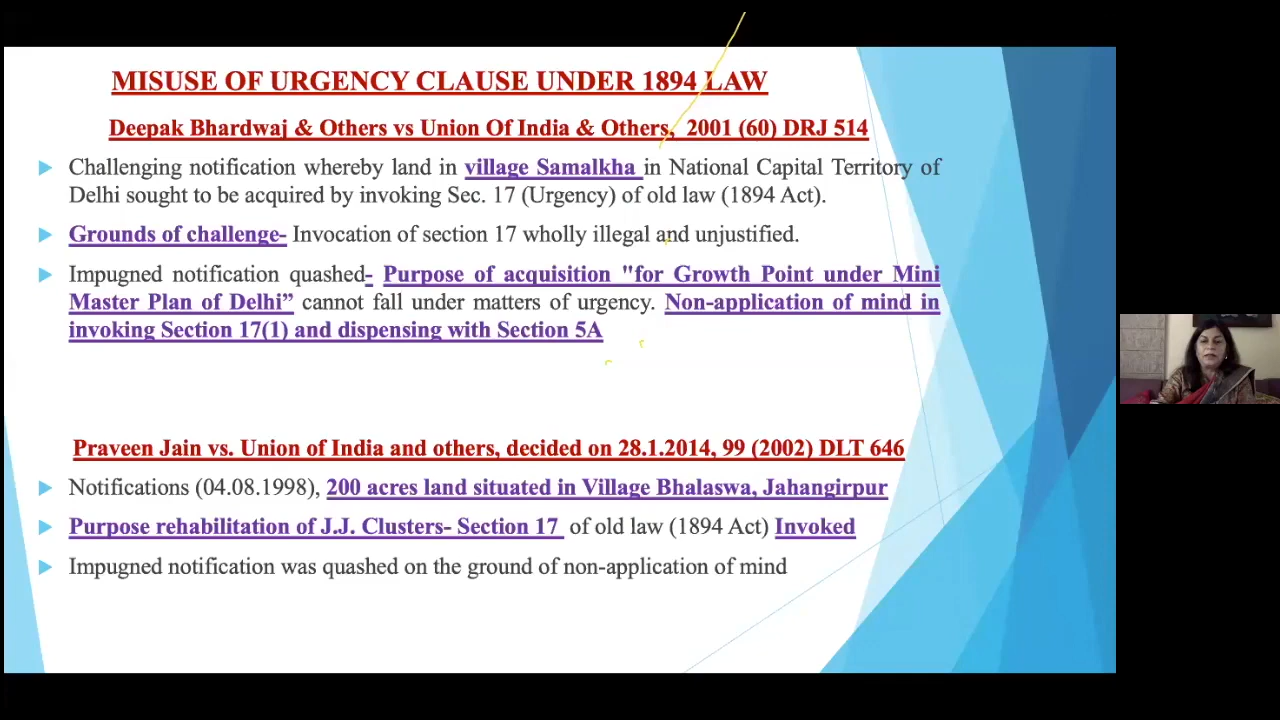 MISUSE OF URGENCY CLAUSE UNDER 1894 LAW
Deepak Bhardwaj & Others vs Union Of India & Others, 2001 (60) DRJ 514
Challenging notification whereby land in village Samalkha in National Capital Territory of
Delhi sought to be acquired by invoking Sec. 17 (Urgency) of old law (1894 Act).
Grounds of challenge- Invocation of section 17 wholly illegal and unjustified.
Impugned notification quashed- Purpose of acquisition "for Growth Point under Mini
Master Plan of Delhi” cannot fall under matters of urgency. Non-application of mind in
invoking Section 17(1) and dispensing with Section 5A
Praveen Jain vs. Union of India and others, decided on 28.1.2014, 99 (2002) DLT 646
Notifications (04.08.1998), 200 acres land situated in Village Bhalaswa, Jahangirpur
Purpose rehabilitation of J.J. Clusters- Section 17 of old law (1894 Act) Invoked
Impugned notification was quashed on the ground of non-application of mind